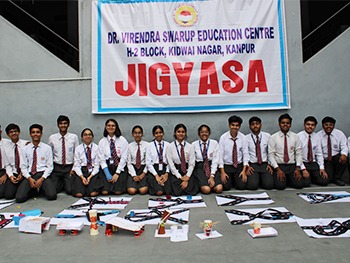 DR. VIRENDRA SWARUP EDUCATION CENTRE
H-2 BLOCK, KIDWAI NAGAR, KANPUR
JIGYASA